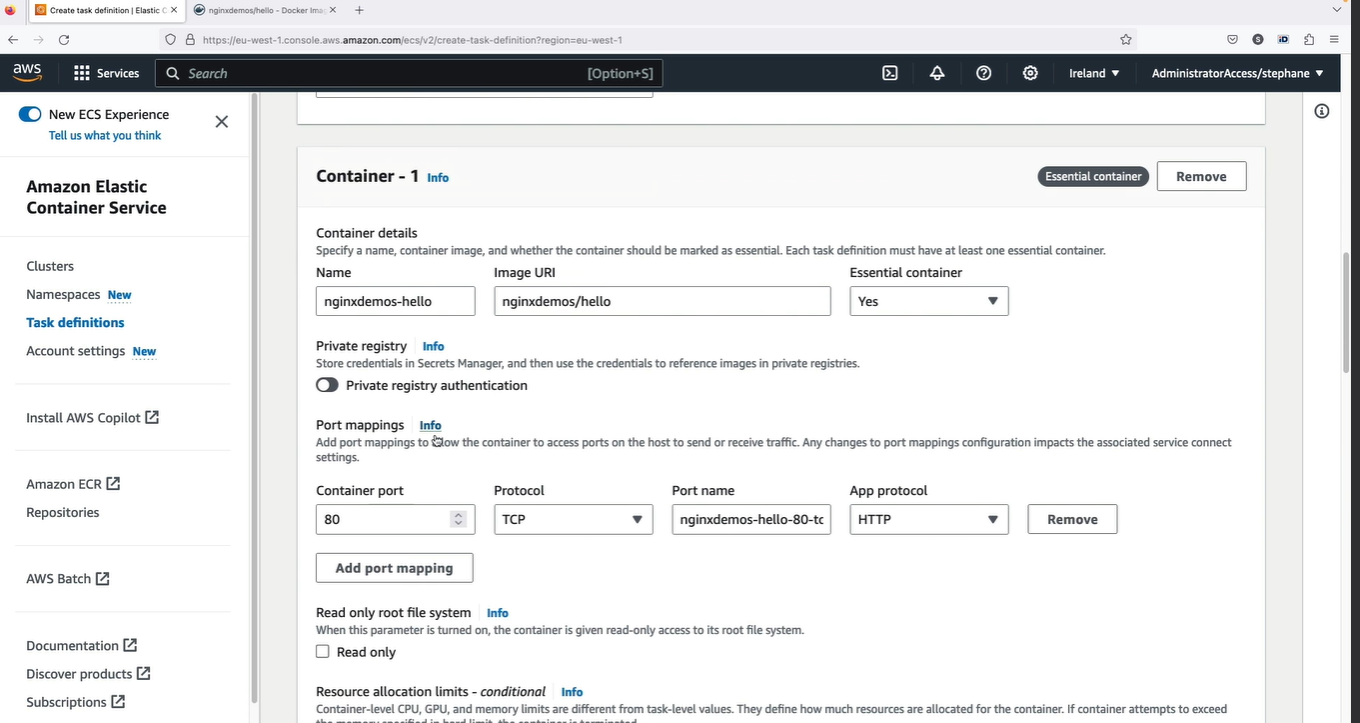 Create task definition | Elastic C
nginxdemos/hello - Docker Ima
https://eu-west-1.console.aws.amazon.com/ecs/v2/create-task-definition?region=eu-west-1
aws
Services
Search
[Option+S]
Ireland
AdministratorAccess/stephane
New ECS Experience
Tell us what you think
Amazon Elastic
Container Service
Clusters
Namespaces New
Task definitions
Account settings New
Install AWS Copilot
Amazon ECR
Repositories
AWS Batch
Documentation
Discover products
Subscriptions
Container - 1 Info
Essential container
Remove
Container details
Specify a name, container image, and whether the container should be marked as essential. Each task definition must have at least one essential container.
Name Image URI Essential container
nginxdemos-hello nginxdemos/hello Yes
Private registry Info
Store credentials in Secrets Manager, and then use the credentials to reference images in private registries.
Private registry authentication
Port mappings Info
Add port mappings to allow the container to access ports on the host to send or receive traffic. Any changes to port mappings configuration impacts the associated service connect
settings.
Container port Protocol Port name App protocol
80 TCP nginxdemos-hello-80-tc HTTP Remove
Add port mapping
Read only root file system Info
When this parameter is turned on, the container is given read-only access to its root file system.
Read only
Resource allocation limits - conditional Info
Container-level CPU, GPU, and memory limits are different from task-level values. They define how much resources are allocated for the container. If container attempts to exceed
the memory specified in hard limit, the container is terminated.